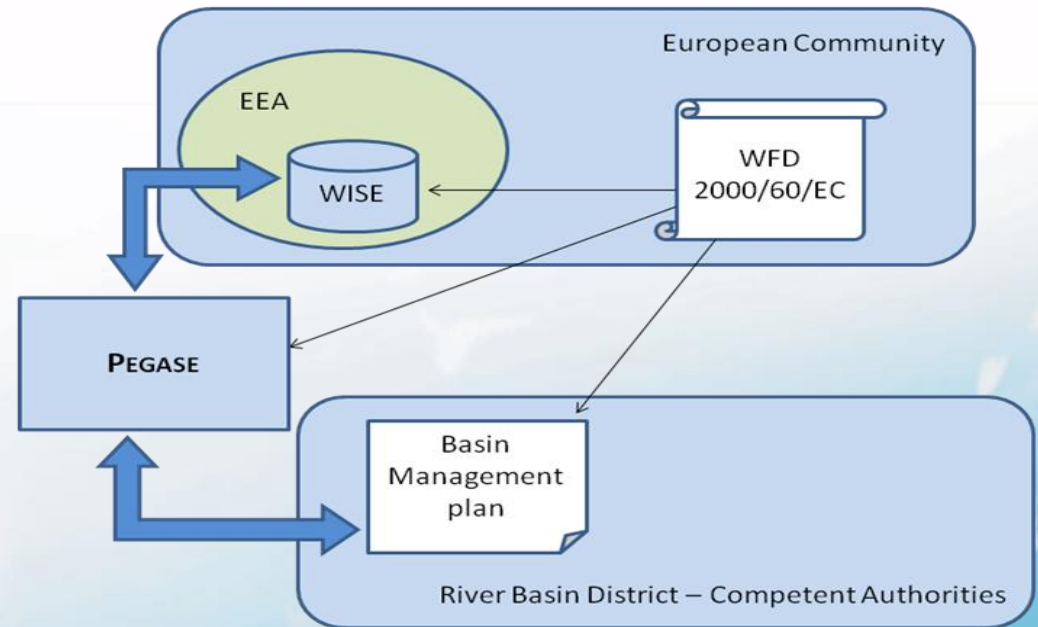 European Community
EEA
WISE
WFD
2000/60/EC
PEGASE
Basin
Management
plan
River Basin District – Competent Authorities